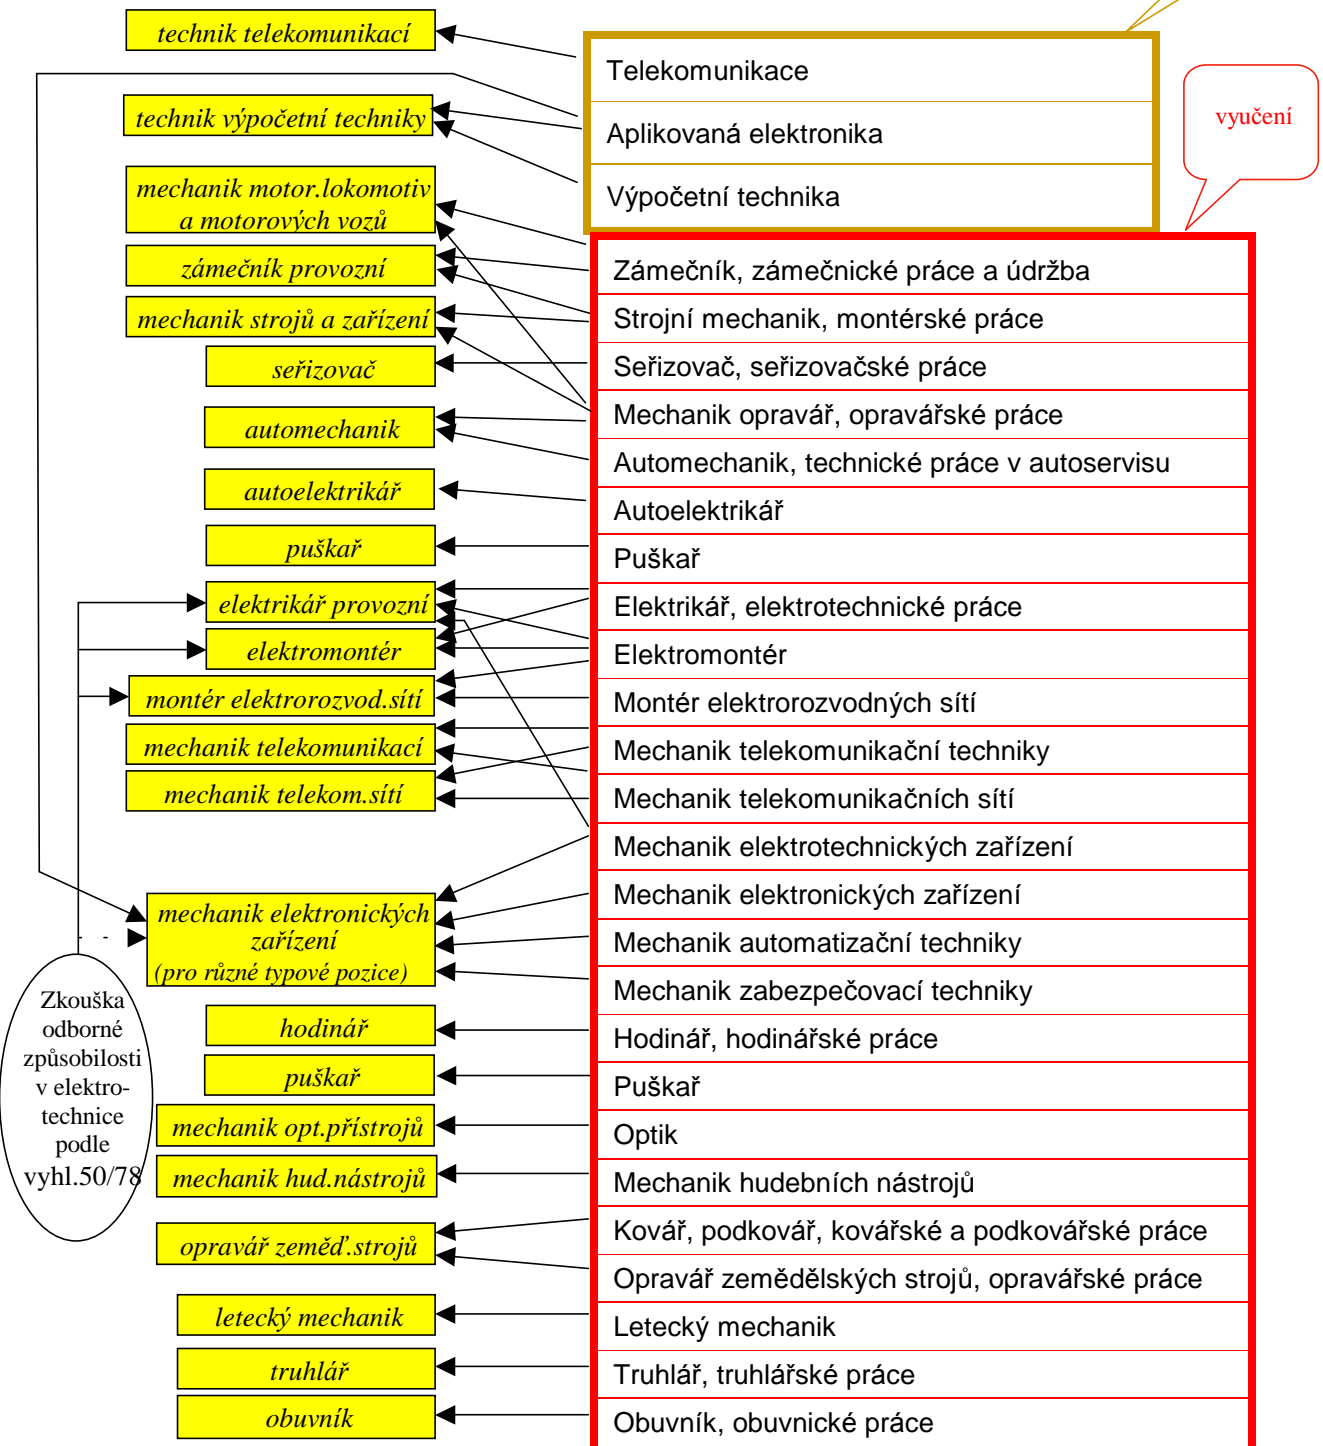 technik telekomunikací
Telekomunikace
vyučení
technik výpočetní techniky
Aplikovaná elektronika
Výpočetní technika
mechanik motor.lokomotiv
a motorových vozů
zámečník provozní
Zámečník, zámečnické práce a údržba
mechanik strojů a zařízení
Strojní mechanik, montérské práce
seřizovač
Seřizovač, seřizovačské práce
Mechanik opravář, opravářské práce
automechanik
Automechanik, technické práce v autoservisu
autoelektrikář
Autoelektrikář
puškař
Puškař
elektrikář provozní
Elektrikář, elektrotechnické práce
elektromontér
Elektromontér
montér elektrorozvod.sítí
Montér elektrorozvodných sítí
mechanik telekomunikací
Mechanik telekomunikační techniky
mechanik telekom.sítí
Mechanik telekomunikačních sítí
Mechanik elektrotechnických zařízení
Mechanik elektronických zařízení
mechanik elektronických
zařízení
(pro různé typové pozice)
Mechanik automatizační techniky
Mechanik zabezpečovací techniky
Zkouška
odborné
způsobilosti
v elektro-
technice
podle
vyhl.50/78
hodinář
Hodinář, hodinářské práce
puškař
Puškař
mechanik opt.přístrojů
Optik
mechanik hud.nástrojů
Mechanik hudebních nástrojů
Kovář, podkovář, kovářské a podkovářské práce
opravář zeměď.strojů
Opravář zemědělských strojů, opravářské práce
letecký mechanik
Letecký mechanik
truhlář
Truhlář, truhlářské práce
obuvník
Obuvník, obuvnické práce